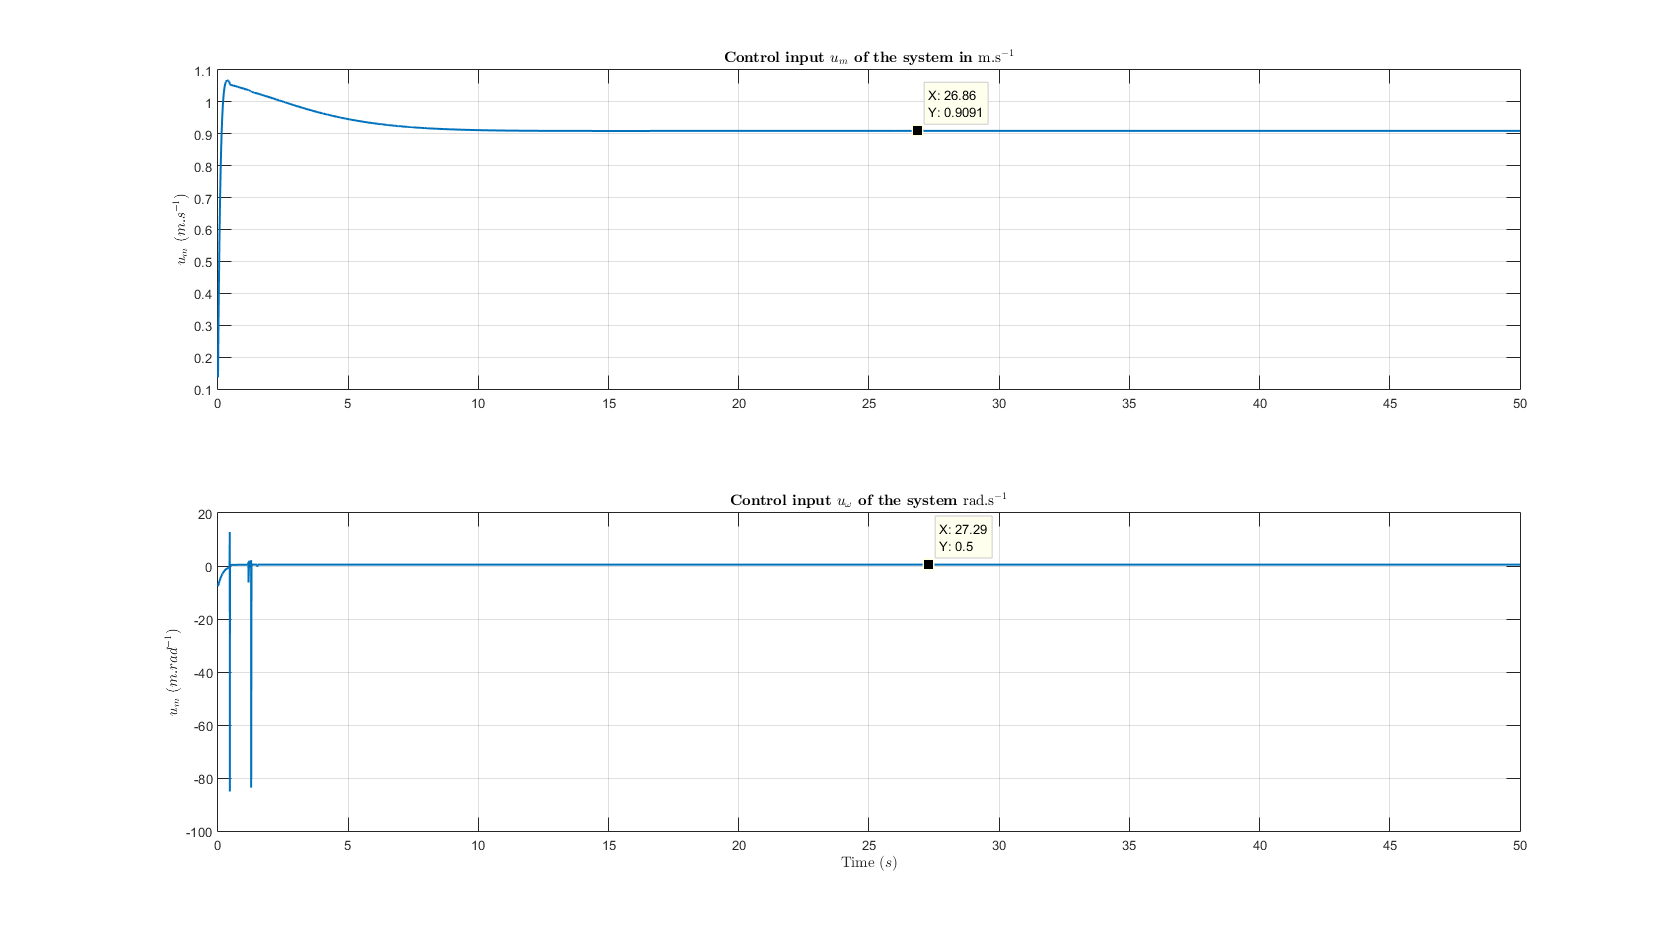 Control input u_m of the system in m.s^{-1}
1.1
1
0.9
0.8
0.7
0.6
0.5
0.4
0.3
0.2
0.1
u_m (m.s^{-1})
X: 26.86
Y: 0.9091
0 5 10 15 20 25 30 35 40 45 50
Control input u_ω of the system rad.s^{-1}
20
0
-20
-40
-60
-80
-100
u_m (m.rad^{-1})
X: 27.29
Y: 0.5
0 5 10 15 20 25 30 35 40 45 50
Time (s)